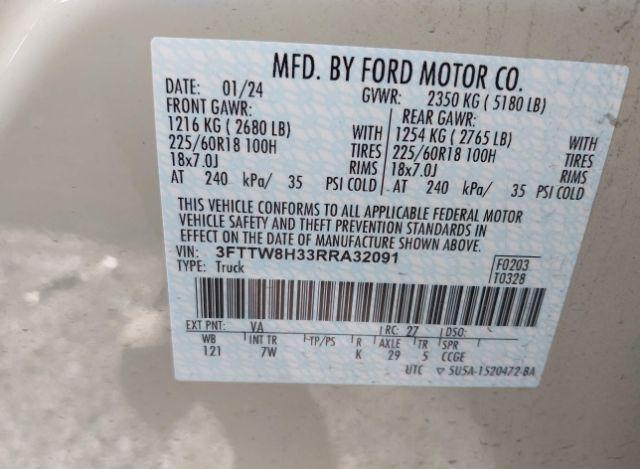 MFD. BY FORD MOTOR CO.
DATE: 01/24 GVWR: 2350 KG ( 5180 LB)
FRONT GAWR: REAR GAWR:
1216 KG ( 2680 LB) WITH 1254 KG ( 2765 LB) WITH
225/60R18 100H TIRES 225/60R18 100H TIRES
18x7.0J RIMS 18x7.0J RIMS
AT 240 kPa/ 35 PSI COLD AT 240 kPa/ 35 PSI COLD
THIS VEHICLE CONFORMS TO ALL APPLICABLE FEDERAL MOTOR
VEHICLE SAFETY AND THEFT PREVENTION STANDARDS IN
EFFECT ON THE DATE OF MANUFACTURE SHOWN ABOVE.
VIN: 3FTTW8H33RRA32091
TYPE: Truck
F0203
T0328
EXT PNT: VA RC: 27 DSO:
WB INT TR TP/PS R AXLE TR SPR
121 7W K 29 5 CCGE
UTC ▽ 5U5A-1520472-BA